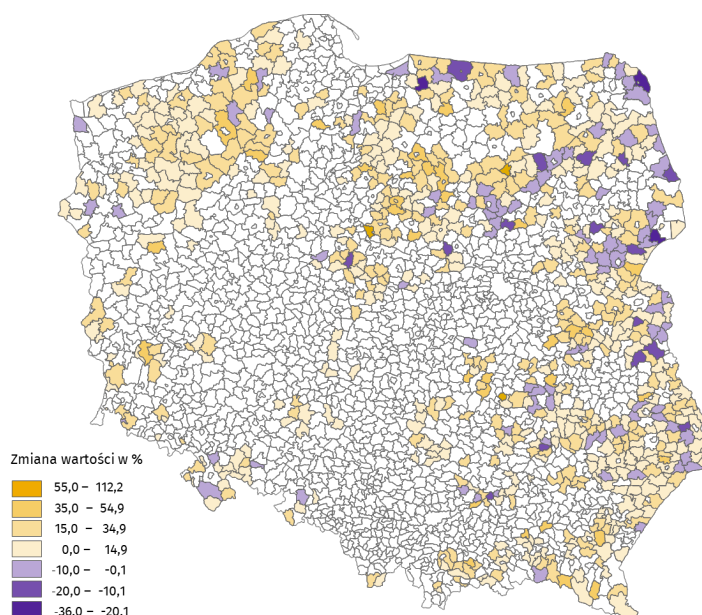 Zmiana wartości w %
55,0 – 112,2
35,0 – 54,9
15,0 – 34,9
0,0 – 14,9
-10,0 – -0,1
-20,0 – -10,1
-36,0 – -20,1